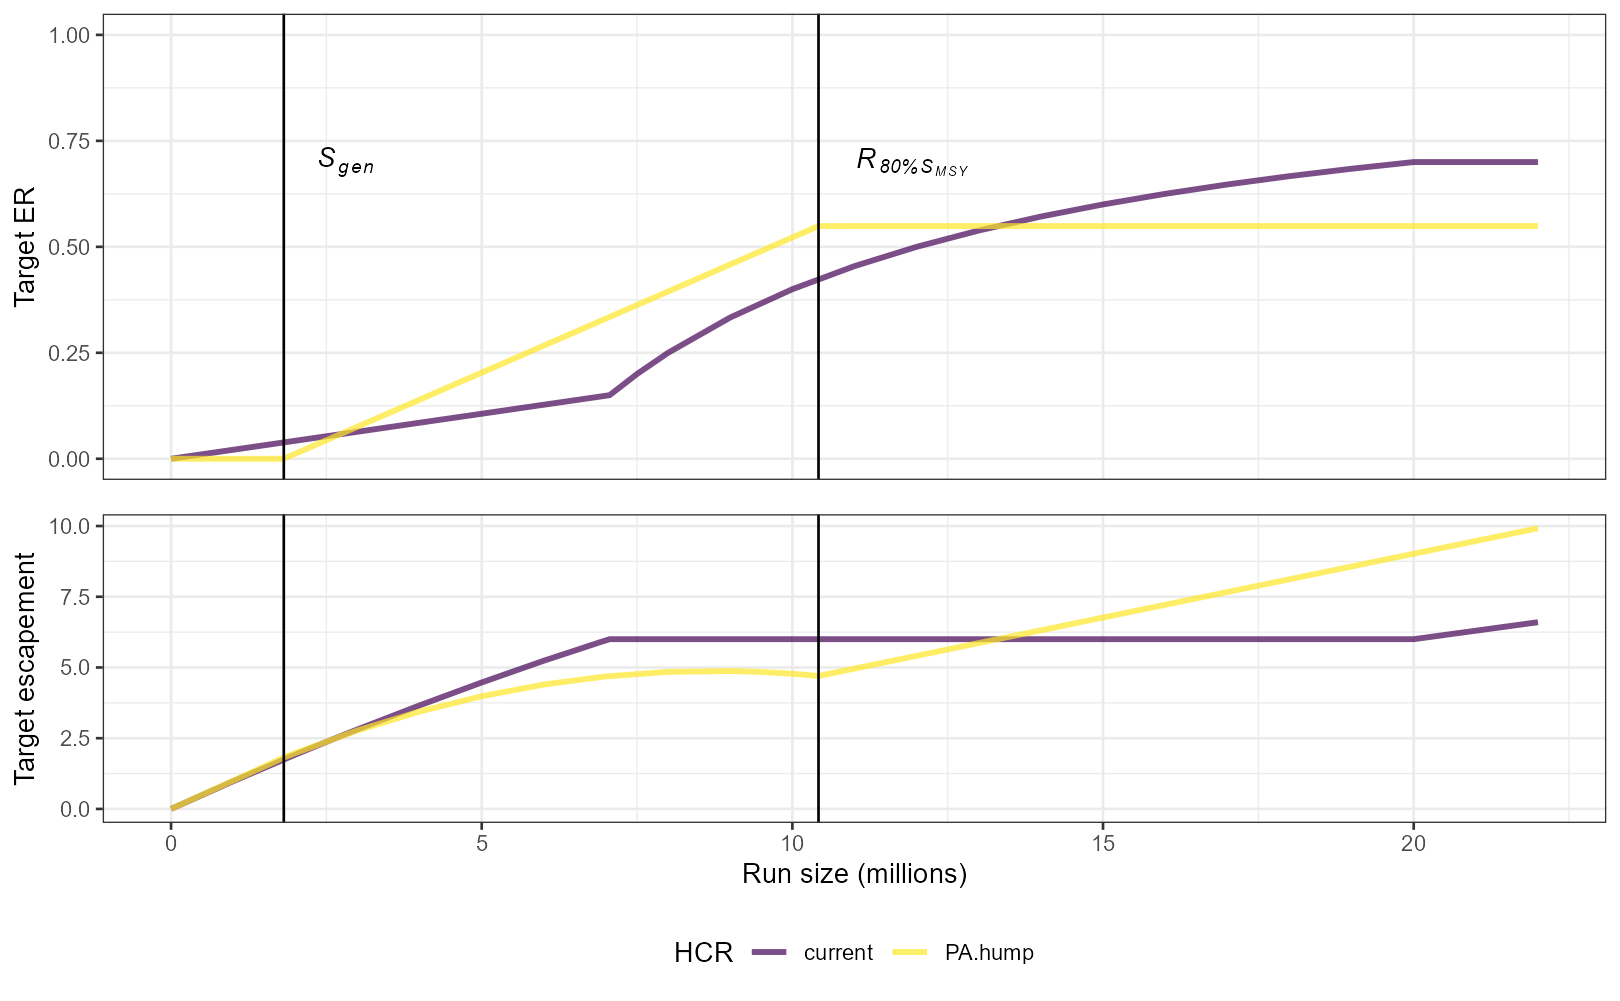 1.00
0.75
0.50
0.25
0.00
Target ER
S gen
R 80%S MSY
10.0
7.5
5.0
2.5
0.0
Target escapement
0 5 10 15 20
Run size (millions)
HCR current PA.hump